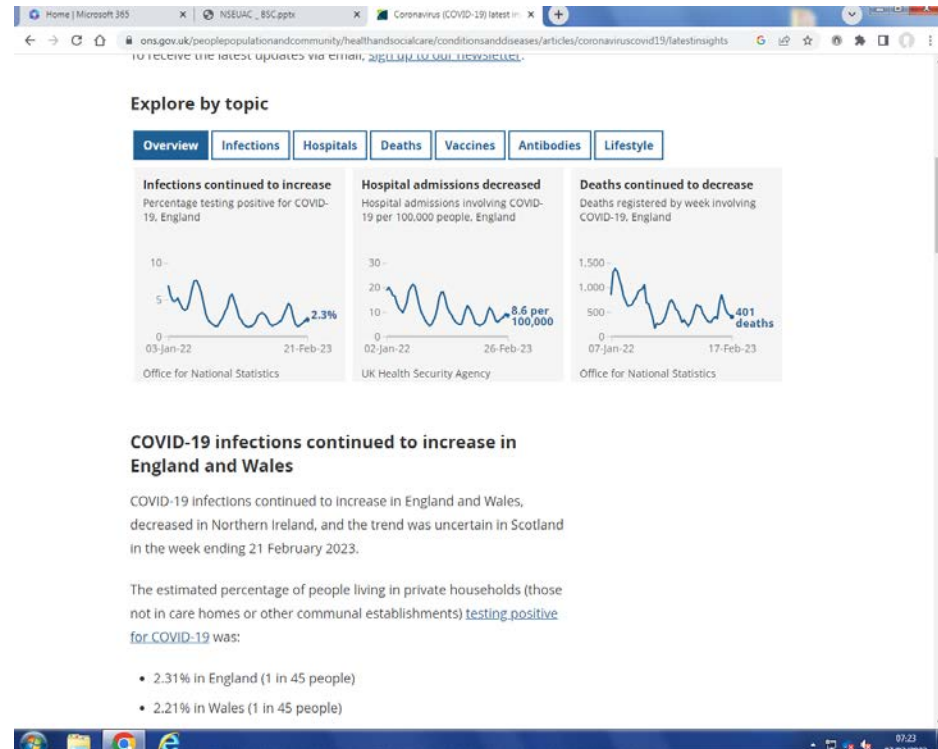 Home | Microsoft 365
NSEUAC _ BSC.pptx
Coronavirus (COVID-19) latest in
ons.gov.uk/peoplepopulationandcommunity/healthandsocialcare/conditionsanddiseases/articles/coronaviruscovid19/latestinsights
To receive the latest updates via email, sign up to our newsletter.
Explore by topic
Overview
Infections
Hospitals
Deaths
Vaccines
Antibodies
Lifestyle
Infections continued to increase
Percentage testing positive for COVID-
19, England
10
5
0
2.3%
03-Jan-22
21-Feb-23
Office for National Statistics
Hospital admissions decreased
Hospital admissions involving COVID-
19 per 100,000 people, England
30
20
10
0
8.6 per
100,000
02-Jan-22
26-Feb-23
UK Health Security Agency
Deaths continued to decrease
Deaths registered by week involving
COVID-19, England
1,500
1,000
500
0
401
deaths
07-Jan-22
17-Feb-23
Office for National Statistics
COVID-19 infections continued to increase in
England and Wales
COVID-19 infections continued to increase in England and Wales,
decreased in Northern Ireland, and the trend was uncertain in Scotland
in the week ending 21 February 2023.
The estimated percentage of people living in private households (those
not in care homes or other communal establishments) testing positive
for COVID-19 was:
• 2.31% in England (1 in 45 people)
• 2.21% in Wales (1 in 45 people)
07:23